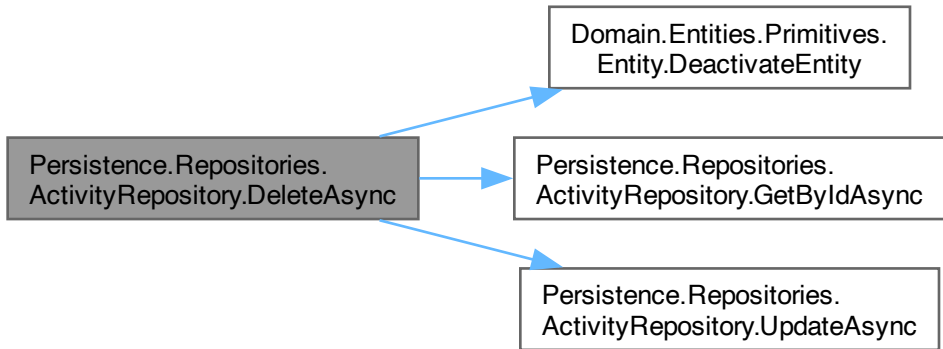 Domain.Entities.Primitives.
Entity.DeactivateEntity
Persistence.Repositories.
ActivityRepository.DeleteAsync
Persistence.Repositories.
ActivityRepository.GetByIdAsync
Persistence.Repositories.
ActivityRepository.UpdateAsync